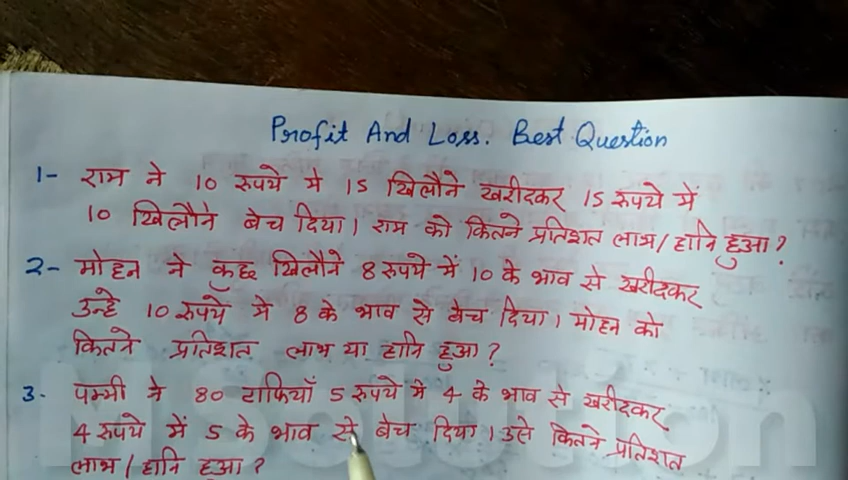 Profit And Loss. Best Question
1- राम ने 10 रुपये मे 15 खिलौने खरीदकर 15 रुपये में
10 खिलौने बेच दिया। राम को कितने प्रतिशत लाभ/हानि हुआ?
2- मोहन ने कुछ खिलौने 8 रुपये में 10 के भाव से खरीदकर
उन्हे 10 रुपये मे 8 के भाव से बेच दिया। मोहन को
कितने प्रतिशत लाभ या हानि हुआ?
3- पम्मी ने 80 टाफियाँ 5 रुपये मे 4 के भाव से खरीदकर
4 रुपये में 5 के भाव से बेच दिया। उसे कितने प्रतिशत
लाभ/हानि हुआ?
M Solution